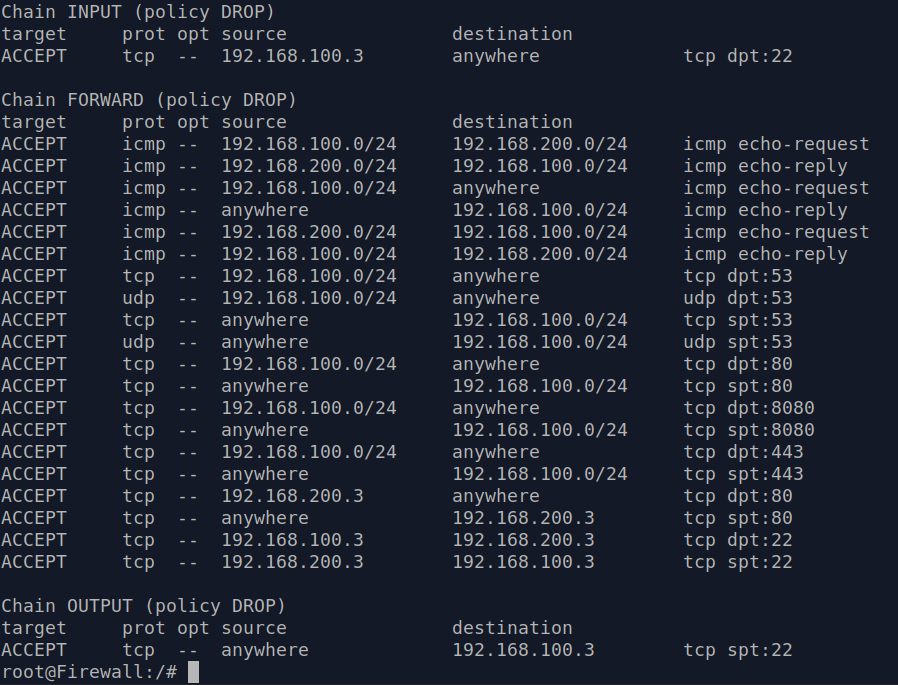 Chain INPUT (policy DROP)
target     prot opt source               destination
ACCEPT     tcp  --  192.168.100.3        anywhere             tcp dpt:22

Chain FORWARD (policy DROP)
target     prot opt source               destination
ACCEPT     icmp --  192.168.100.0/24     192.168.200.0/24     icmp echo-request
ACCEPT     icmp --  192.168.200.0/24     192.168.100.0/24     icmp echo-reply
ACCEPT     icmp --  192.168.100.0/24     anywhere             icmp echo-request
ACCEPT     icmp --  anywhere             192.168.100.0/24     icmp echo-reply
ACCEPT     icmp --  192.168.200.0/24     192.168.100.0/24     icmp echo-request
ACCEPT     icmp --  192.168.100.0/24     192.168.200.0/24     icmp echo-reply
ACCEPT     tcp  --  192.168.100.0/24     anywhere             tcp dpt:53
ACCEPT     udp  --  192.168.100.0/24     anywhere             udp dpt:53
ACCEPT     tcp  --  anywhere             192.168.100.0/24     tcp spt:53
ACCEPT     udp  --  anywhere             192.168.100.0/24     udp spt:53
ACCEPT     tcp  --  192.168.100.0/24     anywhere             tcp dpt:80
ACCEPT     tcp  --  anywhere             192.168.100.0/24     tcp spt:80
ACCEPT     tcp  --  192.168.100.0/24     anywhere             tcp dpt:8080
ACCEPT     tcp  --  anywhere             192.168.100.0/24     tcp spt:8080
ACCEPT     tcp  --  192.168.100.0/24     anywhere             tcp dpt:443
ACCEPT     tcp  --  anywhere             192.168.100.0/24     tcp spt:443
ACCEPT     tcp  --  192.168.200.3        anywhere             tcp dpt:80
ACCEPT     tcp  --  anywhere             192.168.200.3        tcp spt:80
ACCEPT     tcp  --  192.168.100.3        192.168.200.3        tcp dpt:22
ACCEPT     tcp  --  192.168.200.3        192.168.100.3        tcp spt:22

Chain OUTPUT (policy DROP)
target     prot opt source               destination
ACCEPT     tcp  --  anywhere             192.168.100.3        tcp spt:22
root@Firewall:/#